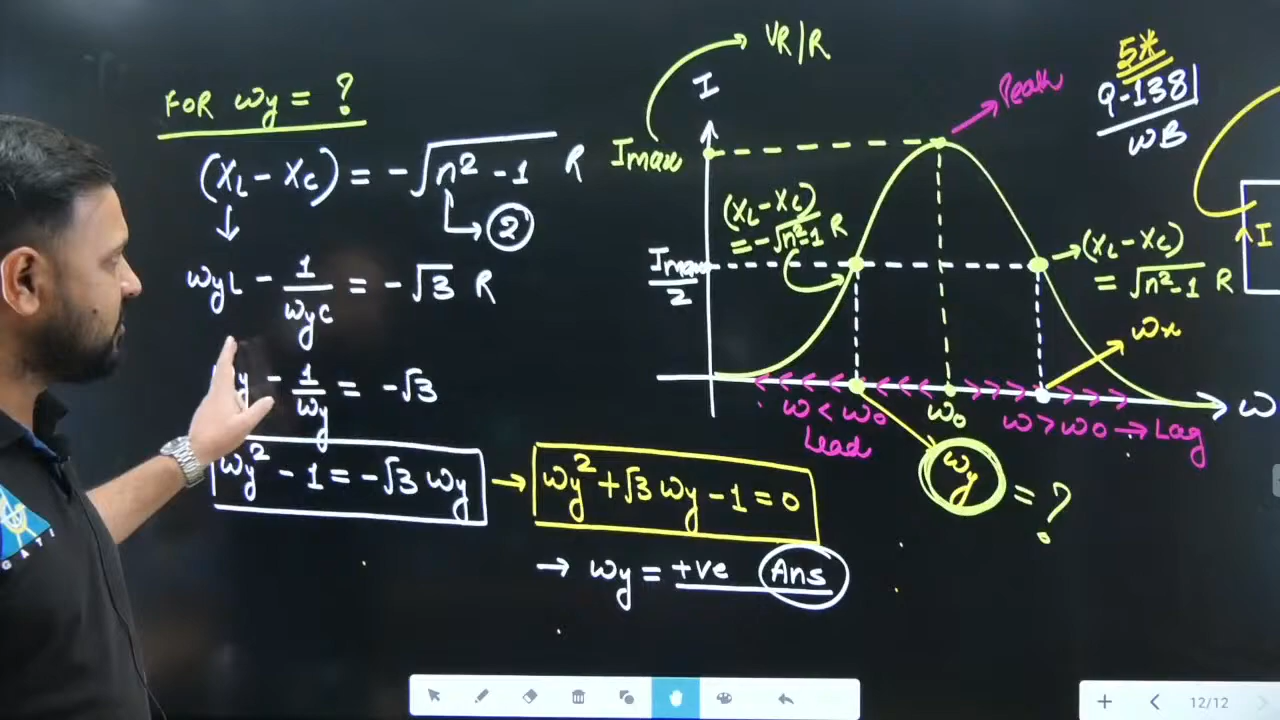 FOR ωy = ?
(XL - XC) = -√n² - 1 R
2
ωyL - 1/ωyC = -√3 R
ωy - 1/ωy = -√3
ωy² - 1 = -√3 ωy → ωy² + √3 ωy - 1 = 0
→ ωy = +ve Ans
VR/R
I
Imax
Peak
(XL - XC)
= -√n²-1 R
Imax/2
(XL - XC)
= √n²-1 R
ωx
ω < ω0
Lead
ω0
ω > ω0 → Lag
ω
ωy = ?
5*
Q-138
WB
I
GATI
12/12